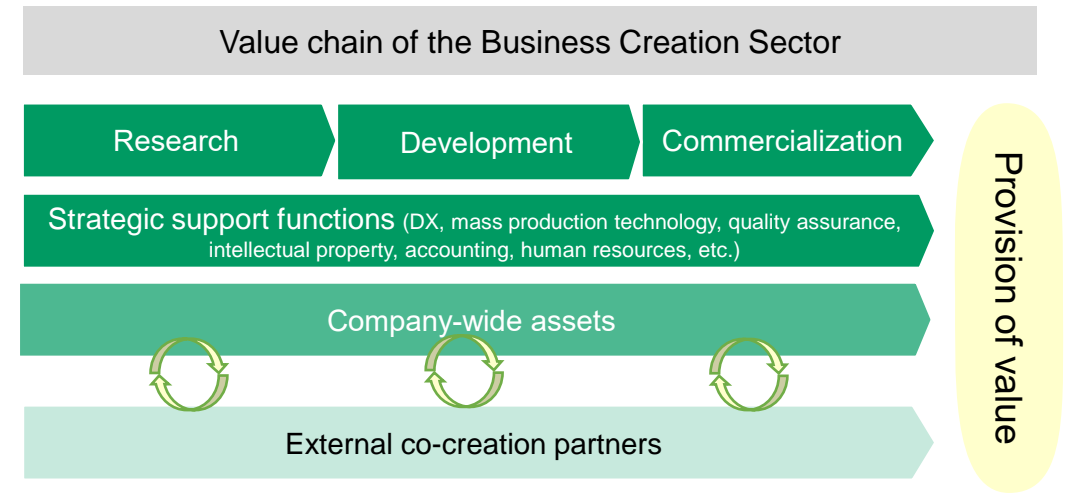 Value chain of the Business Creation Sector
Research
Development
Commercialization
Strategic support functions (DX, mass production technology, quality assurance,
intellectual property, accounting, human resources, etc.)
Company-wide assets
External co-creation partners
Provision of value